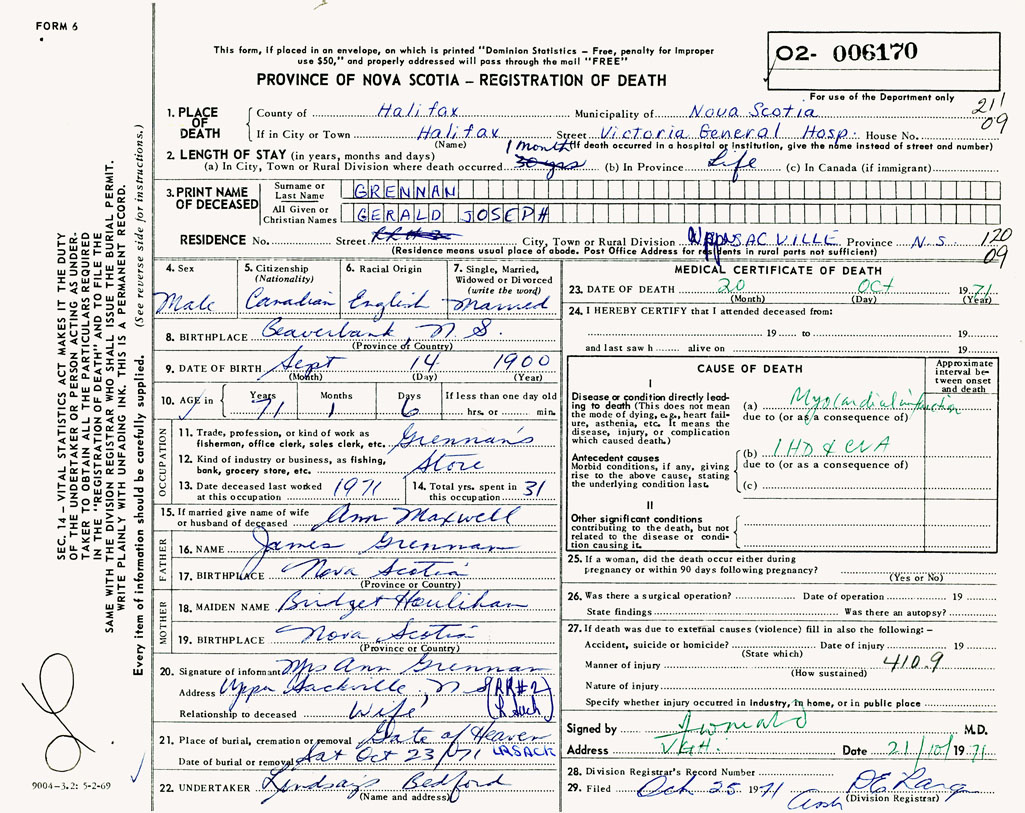 FORM 6
This form, if placed in an envelope, on which is printed "Dominion Statistics – Free, penalty for improper
use $50," and properly addressed will pass through the mail "FREE"
PROVINCE OF NOVA SCOTIA – REGISTRATION OF DEATH
02- 006170
For use of the Department only
211
09
1. PLACE OF DEATH
County of Halifax Municipality of Nova Scotia
If in City or Town Halifax Street Victoria General Hosp. House No.
(Name) (If death occurred in a hospital or institution, give the name instead of street and number)
2. LENGTH OF STAY (in years, months and days)
1 month
(a) In City, Town or Rural Division where death occurred 30 yrs (b) In Province Life (c) In Canada (if immigrant)
3. PRINT NAME OF DECEASED
Surname or Last Name GRENNAN
All Given or Christian Names GERALD JOSEPH
RESIDENCE No. Street RR#2 City, Town or Rural Division SACVILLE Province N.S.
120
09
(Residence means usual place of abode. Post Office Address for residents in rural parts not sufficient)
4. Sex
Male
5. Citizenship
(Nationality)
Canadian
6. Racial Origin
English
7. Single, Married,
Widowed or Divorced
(write the word)
Married
8. BIRTHPLACE Beaverbank, N S.
(Province or Country)
9. DATE OF BIRTH Sept 14 1900
(Month) (Day) (Year)
10. AGE in Years 71 Months 1 Days 6 If less than one day old
hrs. or min.
OCCUPATION
11. Trade, profession, or kind of work as
fisherman, office clerk, sales clerk, etc. Grennan's
12. Kind of industry or business, as fishing,
bank, grocery store, etc. Store
13. Date deceased last worked
at this occupation 1971
14. Total yrs. spent in
this occupation 31
15. If married give name of wife
or husband of deceased Ann Maxwell
FATHER
16. NAME James Grennan
17. BIRTHPLACE Nova Scotia
(Province or Country)
MOTHER
18. MAIDEN NAME Bridget Houlihan
19. BIRTHPLACE Nova Scotia
(Province or Country)
20. Signature of informant Mrs Ann Grennan
Address Upper Sackville, N S (RR#2)
Relationship to deceased Wife
21. Place of burial, cremation or removal Gate of Heaven
Date of burial or removal Sat Oct 23/71
22. UNDERTAKER Lindsays Bedford
(Name and address)
MEDICAL CERTIFICATE OF DEATH
23. DATE OF DEATH 20 OCT 1971
(Month) (Day) (Year)
24. I HEREBY CERTIFY that I attended deceased from:
19 to 19
and last saw h alive on 19
CAUSE OF DEATH
Approximate
interval be-
tween onset
and death
I
Disease or condition directly lead-
ing to death (This does not mean
the mode of dying, e.g., heart failure,
asthenia, etc. It means the
disease, injury, or complication
which caused death.)
(a) Myocardial infarction
due to (or as a consequence of)
Antecedent causes
Morbid conditions, if any, giving
rise to the above cause, stating
the underlying condition last.
(b) IHD & CVA
due to (or as a consequence of)
(c)
II
Other significant conditions
contributing to the death, but not
related to the disease or condi-
tion causing it.
25. If a woman, did the death occur either during
pregnancy or within 90 days following pregnancy?
(Yes or No)
26. Was there a surgical operation? Date of operation 19
State findings Was there an autopsy?
27. If death was due to external causes (violence) fill in also the following: –
Accident, suicide or homicide? Date of injury 19
(State which)
Manner of injury 410.9
(How sustained)
Nature of injury
Specify whether injury occurred in industry, in home, or in public place
Signed by M.D.
Address V.G.H. Date 21/10/1971
28. Division Registrar's Record Number
29. Filed Oct. 25 1971
(Division Registrar)
SEC. 14 – VITAL STATISTICS ACT MAKES IT THE DUTY
OF THE UNDERTAKER OR PERSON ACTING AS UNDER-
TAKER TO OBTAIN ALL THE PARTICULARS REQUIRED
IN THE "REGISTRATION OF DEATH" AND TO FILE THE
SAME WITH THE DIVISION REGISTRAR WHO SHALL ISSUE THE BURIAL PERMIT.
WRITE PLAINLY WITH UNFADING INK. THIS IS A PERMANENT RECORD.
Every item of information should be carefully supplied. (See reverse side for instructions.)
9004-3.2: 5-2-69